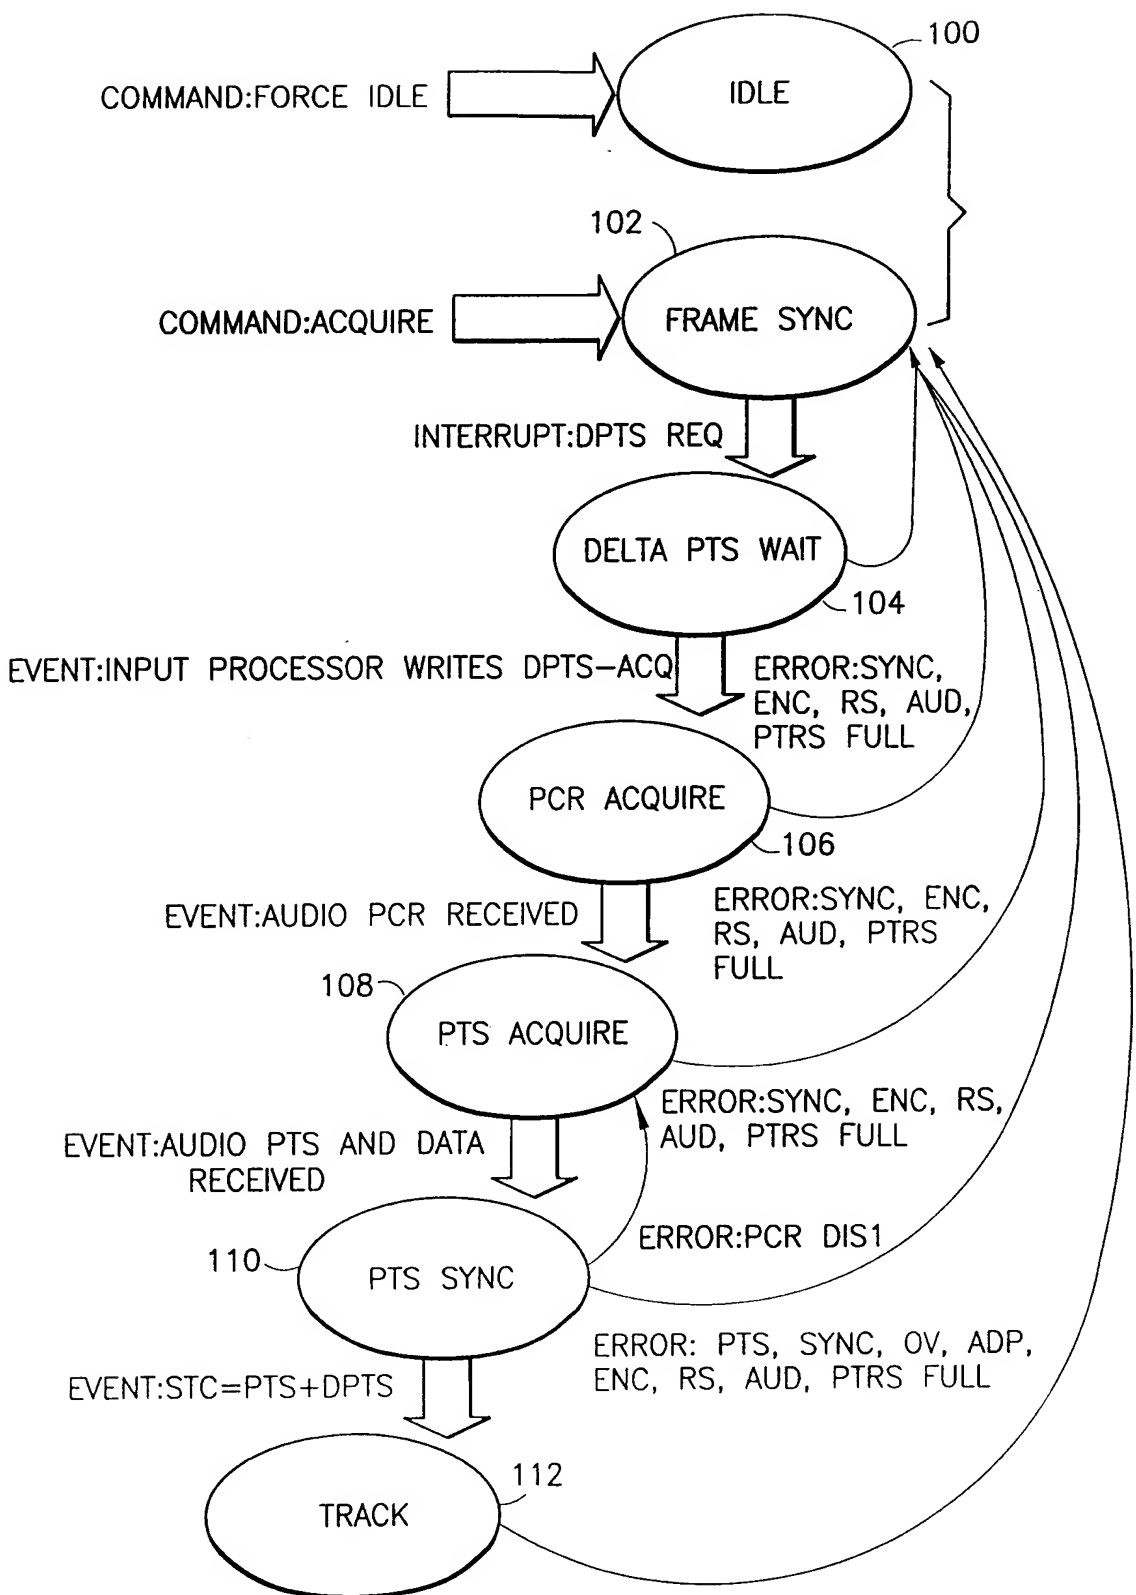 100
COMMAND:FORCE IDLE
IDLE
102
COMMAND:ACQUIRE
FRAME SYNC
INTERRUPT:DPTS REQ
DELTA PTS WAIT
104
EVENT:INPUT PROCESSOR WRITES DPTS-ACQ
ERROR:SYNC,
ENC, RS, AUD,
PTRS FULL
PCR ACQUIRE
106
EVENT:AUDIO PCR RECEIVED
ERROR:SYNC, ENC,
RS, AUD, PTRS
FULL
108
PTS ACQUIRE
ERROR:SYNC, ENC, RS,
AUD, PTRS FULL
EVENT:AUDIO PTS AND DATA
RECEIVED
ERROR:PCR DIS1
110
PTS SYNC
ERROR: PTS, SYNC, OV, ADP,
ENC, RS, AUD, PTRS FULL
EVENT:STC=PTS+DPTS
112
TRACK